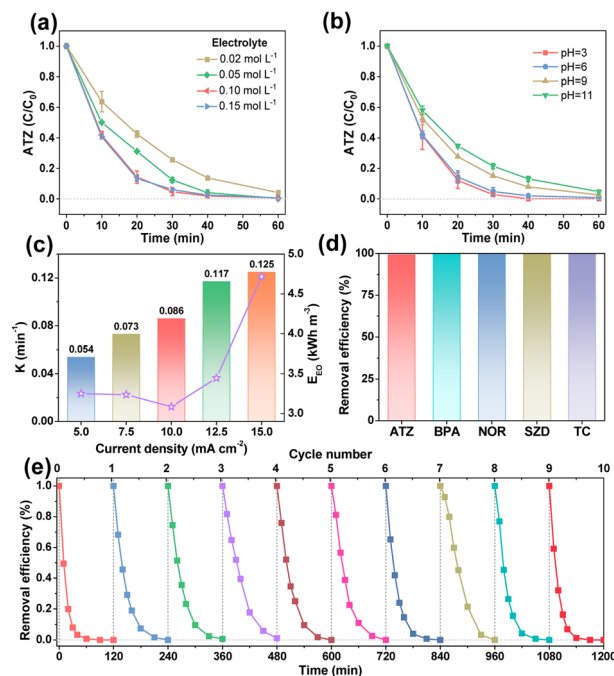 (a)
Electrolyte
0.02 mol L⁻¹
0.05 mol L⁻¹
0.10 mol L⁻¹
0.15 mol L⁻¹
ATZ (C/C₀)
1.0
0.8
0.6
0.4
0.2
0.0
0 10 20 30 40 50 60
Time (min)
(b)
pH=3
pH=6
pH=9
pH=11
ATZ (C/C₀)
1.0
0.8
0.6
0.4
0.2
0.0
0 10 20 30 40 50 60
Time (min)
(c)
K (min⁻¹)
0.12
0.08
0.04
0.00
0.054
0.073
0.086
0.117
0.125
5.0
4.5
4.0
3.5
3.0
E_EO (kWh m⁻³)
5.0 7.5 10.0 12.5 15.0
Current density (mA cm⁻²)
(d)
Removal efficiency (%)
100
75
50
25
0
ATZ BPA NOR SZD TC
(e)
Cycle number
0 1 2 3 4 5 6 7 8 9 10
Removal efficiency (%)
1.0
0.8
0.6
0.4
0.2
0.0
0 120 240 360 480 600 720 840 960 1080 1200
Time (min)